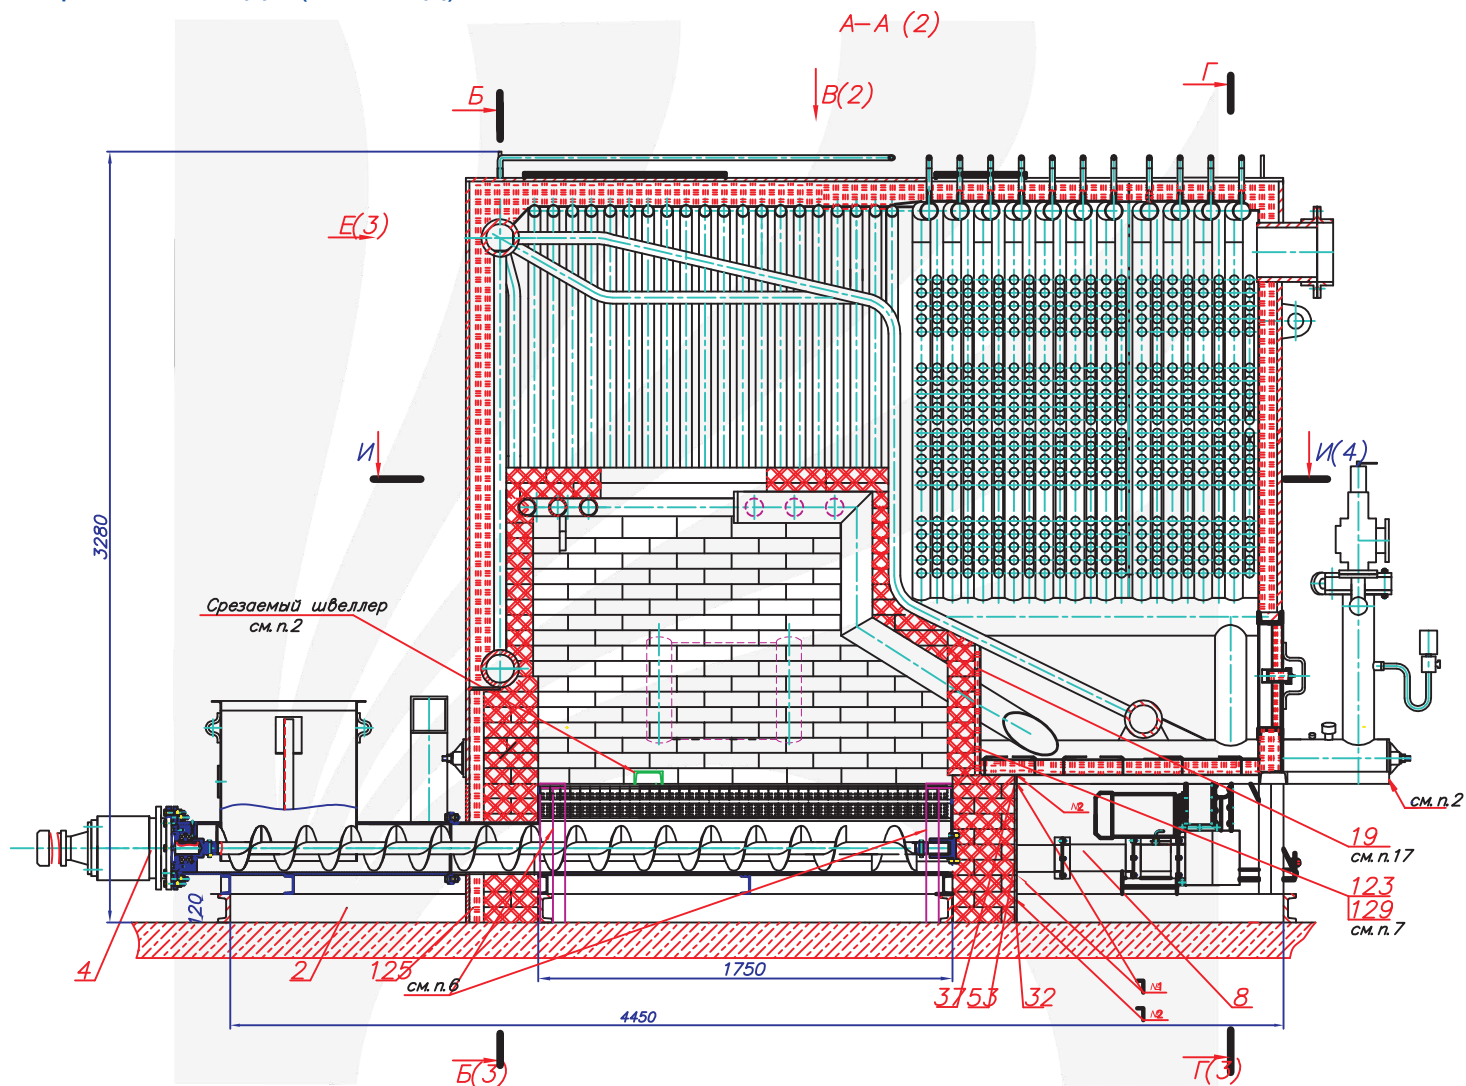 А–А (2)
Б
В(2)
Г
Е(3)
И
И(4)
3280
Срезаемый швеллер
см. п.2
см. п.2
19
см. п.17
123
129
см. п.7
120
4
2
125
см. п.6
1750
37
53
32
8
№2
№1
№2
4450
Б(3)
Г(3)